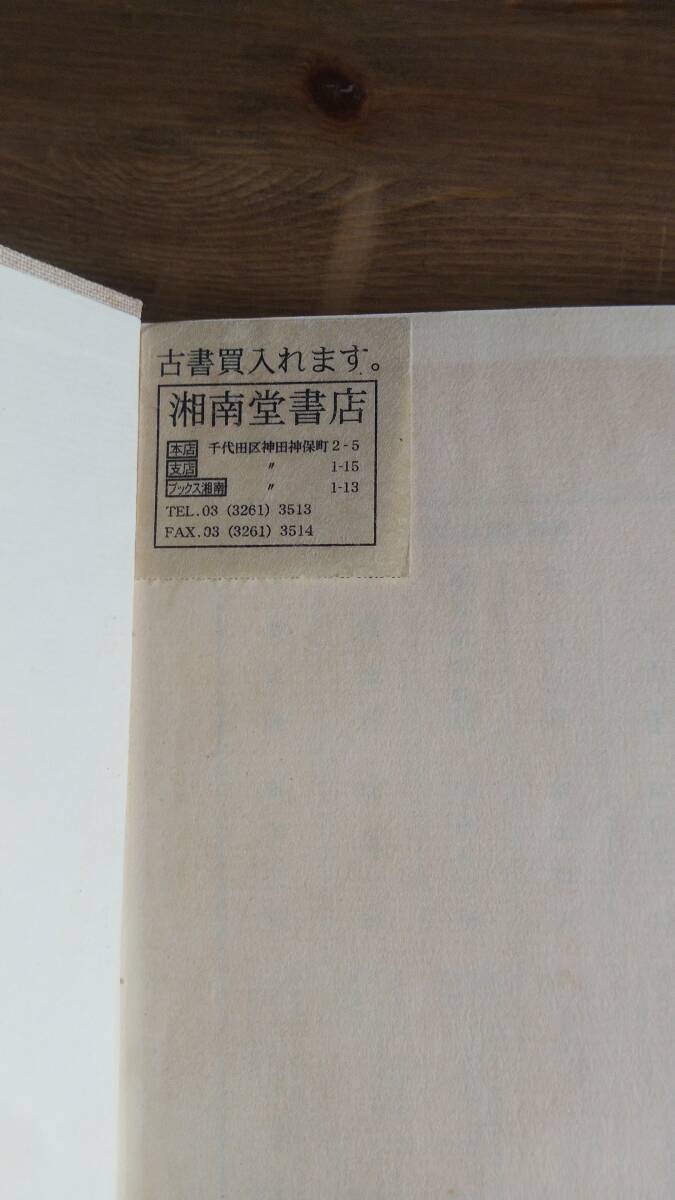 古書買入れます。
湘南堂書店
本店 千代田区神田神保町2-5
支店 〃 1-15
ブックス湘南 〃 1-13
TEL.03 (3261) 3513
FAX.03 (3261) 3514